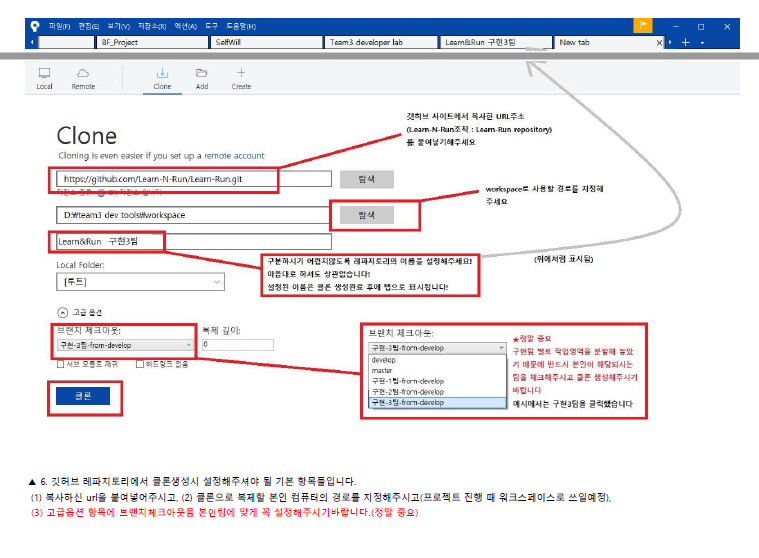 파일(F) 편집(E) 보기(V) 저장소(R) 액션(A) 도구 도움말(H)
BF_Project SelfWill Team3 developer lab Learn&Run 구현3팀 New tab
Local Remote Clone Add Create
깃허브 사이트에서 복사한 URL주소
(Learn-N-Run조직 : Learn-Run repository)
를 붙여넣기해주세요
Clone
Cloning is even easier if you set up a remote account
https://github.com/Learn-N-Run/Learn-Run.git 탐색
저장소 종류:
workspace로 사용할 경로를 지정해
주세요
D:₩team3 dev tools₩workspace 탐색
Learn&Run 구현3팀
구분하시기 어렵지않도록 레파지토리의 이름을 설정해주세요!
마음대로 하셔도 상관없습니다!
설정된 이름은 클론 생성완료 후에 탭으로 표시됩니다!
(위에처럼 표시됨)
Local Folder:
[루트]
고급 옵션
브랜치 체크아웃: 복제 깊이:
구현-3팀-from-develop 0
서브 모듈로 재귀 하드링크 없음
클론
브랜치 체크아웃:
구현-3팀-from-develop
develop
master
구현-1팀-from-develop
구현-2팀-from-develop
구현-3팀-from-develop
★정말 중요
구현팀 별로 작업영역을 분할해 놓았
기 때문에 반드시 본인이 해당되시는
팀을 체크해주시고 클론 생성해주시기
바랍니다
예시에서는 구현3팀을 클릭했습니다
▲ 6. 깃허브 레파지토리에서 클론생성시 설정해주셔야 될 기본 항목들입니다.
(1) 복사하신 url을 붙여넣어주시고, (2) 클론으로 복제할 본인 컴퓨터의 경로를 지정해주시고(프로젝트 진행 때 워크스페이스로 쓰일예정),
(3) 고급옵션 항목에 브랜치체크아웃을 본인팀에 맞게 꼭 설정해주시기바랍니다.(정말 중요)